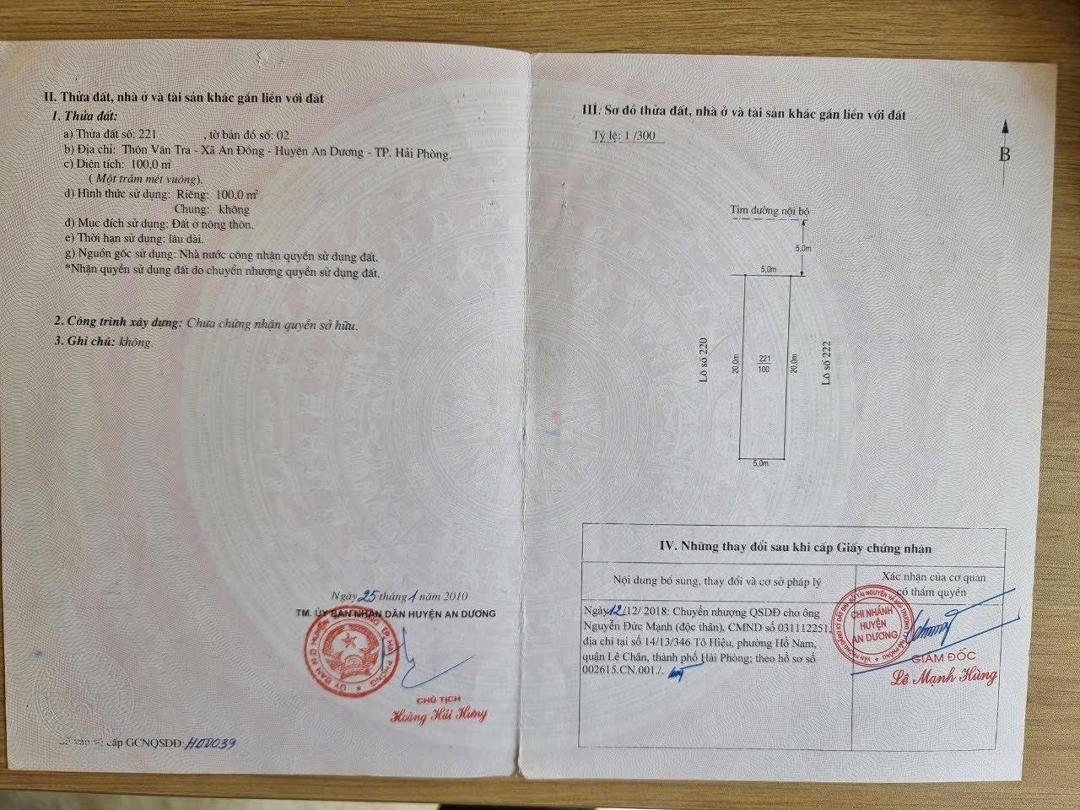 II. Thửa đất, nhà ở và tài sản khác gắn liền với đất
1. Thửa đất:
a) Thửa đất số: 221 , tờ bản đồ số: 02
b) Địa chỉ: Thôn Vân Tra - Xã An Đồng - Huyện An Dương - TP. Hải Phòng.
c) Diện tích: 100,0 m²
( Một trăm mét vuông).
d) Hình thức sử dụng: Riêng: 100,0 m²
Chung: không
đ) Mục đích sử dụng: Đất ở nông thôn.
e) Thời hạn sử dụng: lâu dài.
g) Nguồn gốc sử dụng: Nhà nước công nhận quyền sử dụng đất.
*Nhận quyền sử dụng đất do chuyển nhượng quyền sử dụng đất.
2. Công trình xây dựng: Chưa chứng nhận quyền sở hữu.
3. Ghi chú: không.
Ngày 25 tháng 1 năm 2010
TM. ỦY BAN NHÂN DÂN HUYỆN AN DƯƠNG
CHỦ TỊCH
Hoàng Hải Hưng
cấp GCNQSDĐ: H00039
III. Sơ đồ thửa đất, nhà ở và tài sản khác gắn liền với đất
Tỷ lệ: 1 /300
B
Tim đường nội bộ
5,0m
5,0m
Lô số 220
20,0m
221
100
20,0m
Lô số 222
5,0m
IV. Những thay đổi sau khi cấp Giấy chứng nhận
Nội dung bổ sung, thay đổi và cơ sở pháp lý
Xác nhận của cơ quan
có thẩm quyền
Ngày 12/12/ 2018: Chuyển nhượng QSDĐ cho ông
Nguyễn Đức Mạnh (độc thân), CMND số 031112251,
địa chỉ tại số 14/13/346 Tô Hiệu, phường Hồ Nam,
quận Lê Chân, thành phố Hải Phòng; theo hồ sơ số
002615.CN.001./.
CHI NHÁNH
HUYỆN
AN DƯƠNG
GIÁM ĐỐC
Lê Mạnh Hùng